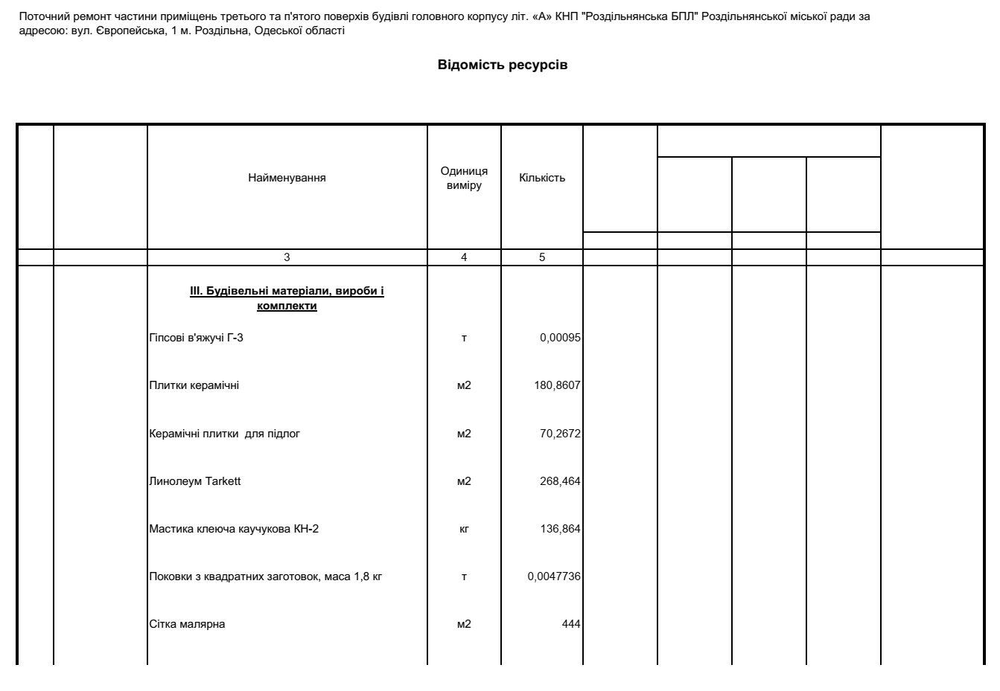 Поточний ремонт частини приміщень третього та п'ятого поверхів будівлі головного корпусу літ. «А» КНП "Роздільнянська БПЛ" Роздільнянської міської ради за
адресою: вул. Європейська, 1 м. Роздільна, Одеської області
Відомість ресурсів
Найменування Одиниця виміру Кількість
3 4 5
III. Будівельні матеріали, вироби і
комплекти
Гіпсові в'яжучі Г-3 т 0,00095
Плитки керамічні м2 180,8607
Керамічні плитки для підлог м2 70,2672
Линолеум Tarkett м2 268,464
Мастика клеюча каучукова КН-2 кг 136,864
Поковки з квадратних заготовок, маса 1,8 кг т 0,0047736
Сітка малярна м2 444